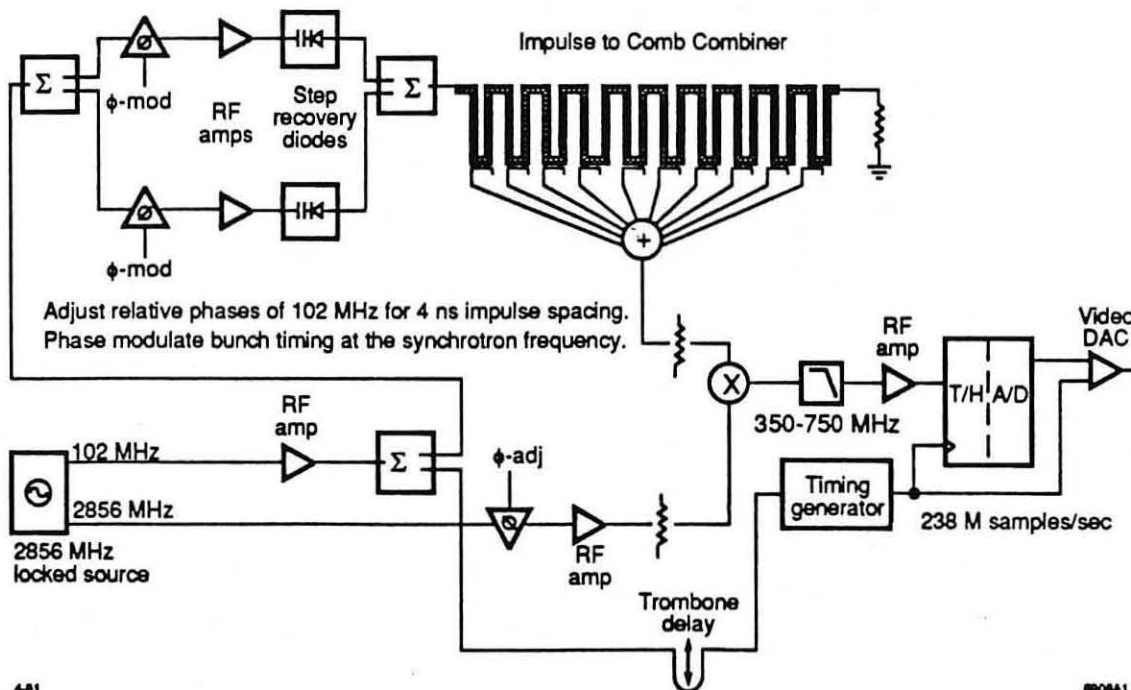 Impulse to Comb Combiner
Σ
ø
φ-mod
RF
amps
Step
recovery
diodes
Σ
ø
φ-mod
+
Adjust relative phases of 102 MHz for 4 ns impulse spacing.
Phase modulate bunch timing at the synchrotron frequency.
RF
amp
Video
DAC
X
T/H A/D
350-750 MHz
RF
amp
102 MHz
Σ
φ-adj
2856 MHz
ø
RF
amp
2856 MHz
locked source
Timing
generator
238 M samples/sec
Trombone
delay
4-91